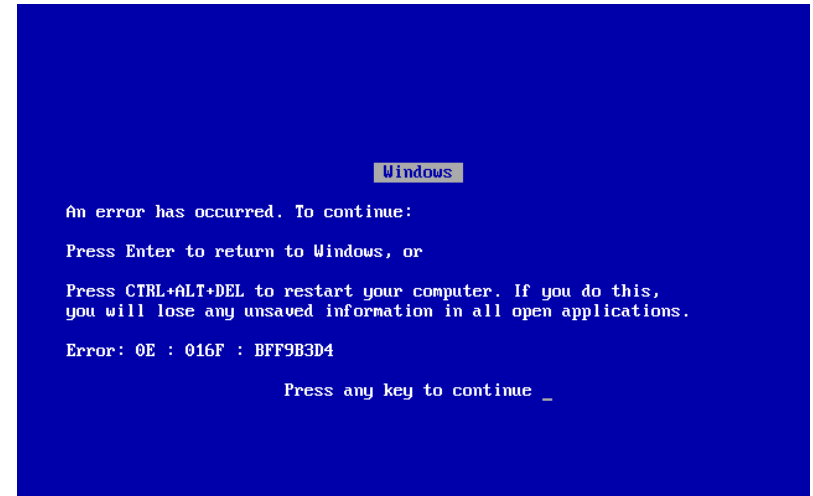 Windows
An error has occurred. To continue:
Press Enter to return to Windows, or
Press CTRL+ALT+DEL to restart your computer. If you do this,
you will lose any unsaved information in all open applications.
Error: 0E : 016F : BFF9B3D4
Press any key to continue _